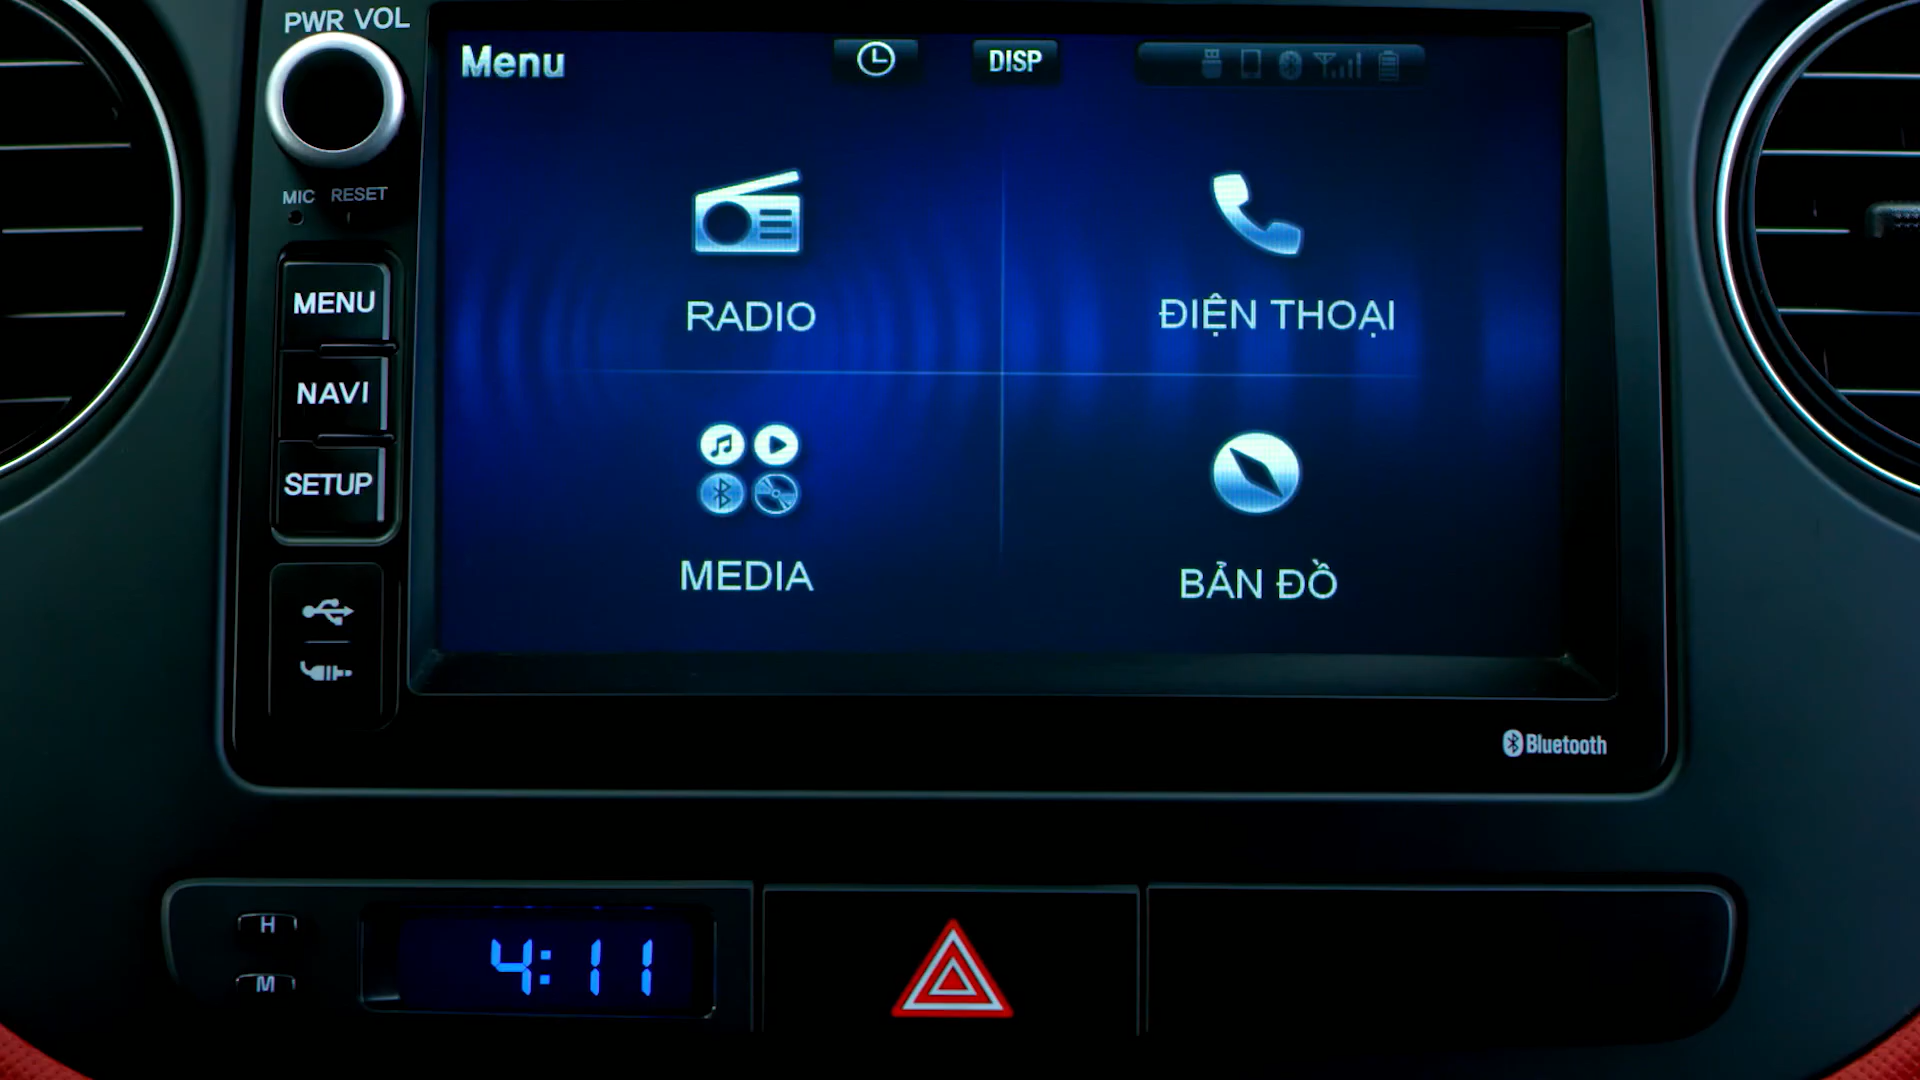 PWR VOL
Menu
DISP
MIC RESET
MENU
NAVI
SETUP
RADIO
ĐIỆN THOẠI
MEDIA
BẢN ĐỒ
Bluetooth
H
M
4:11